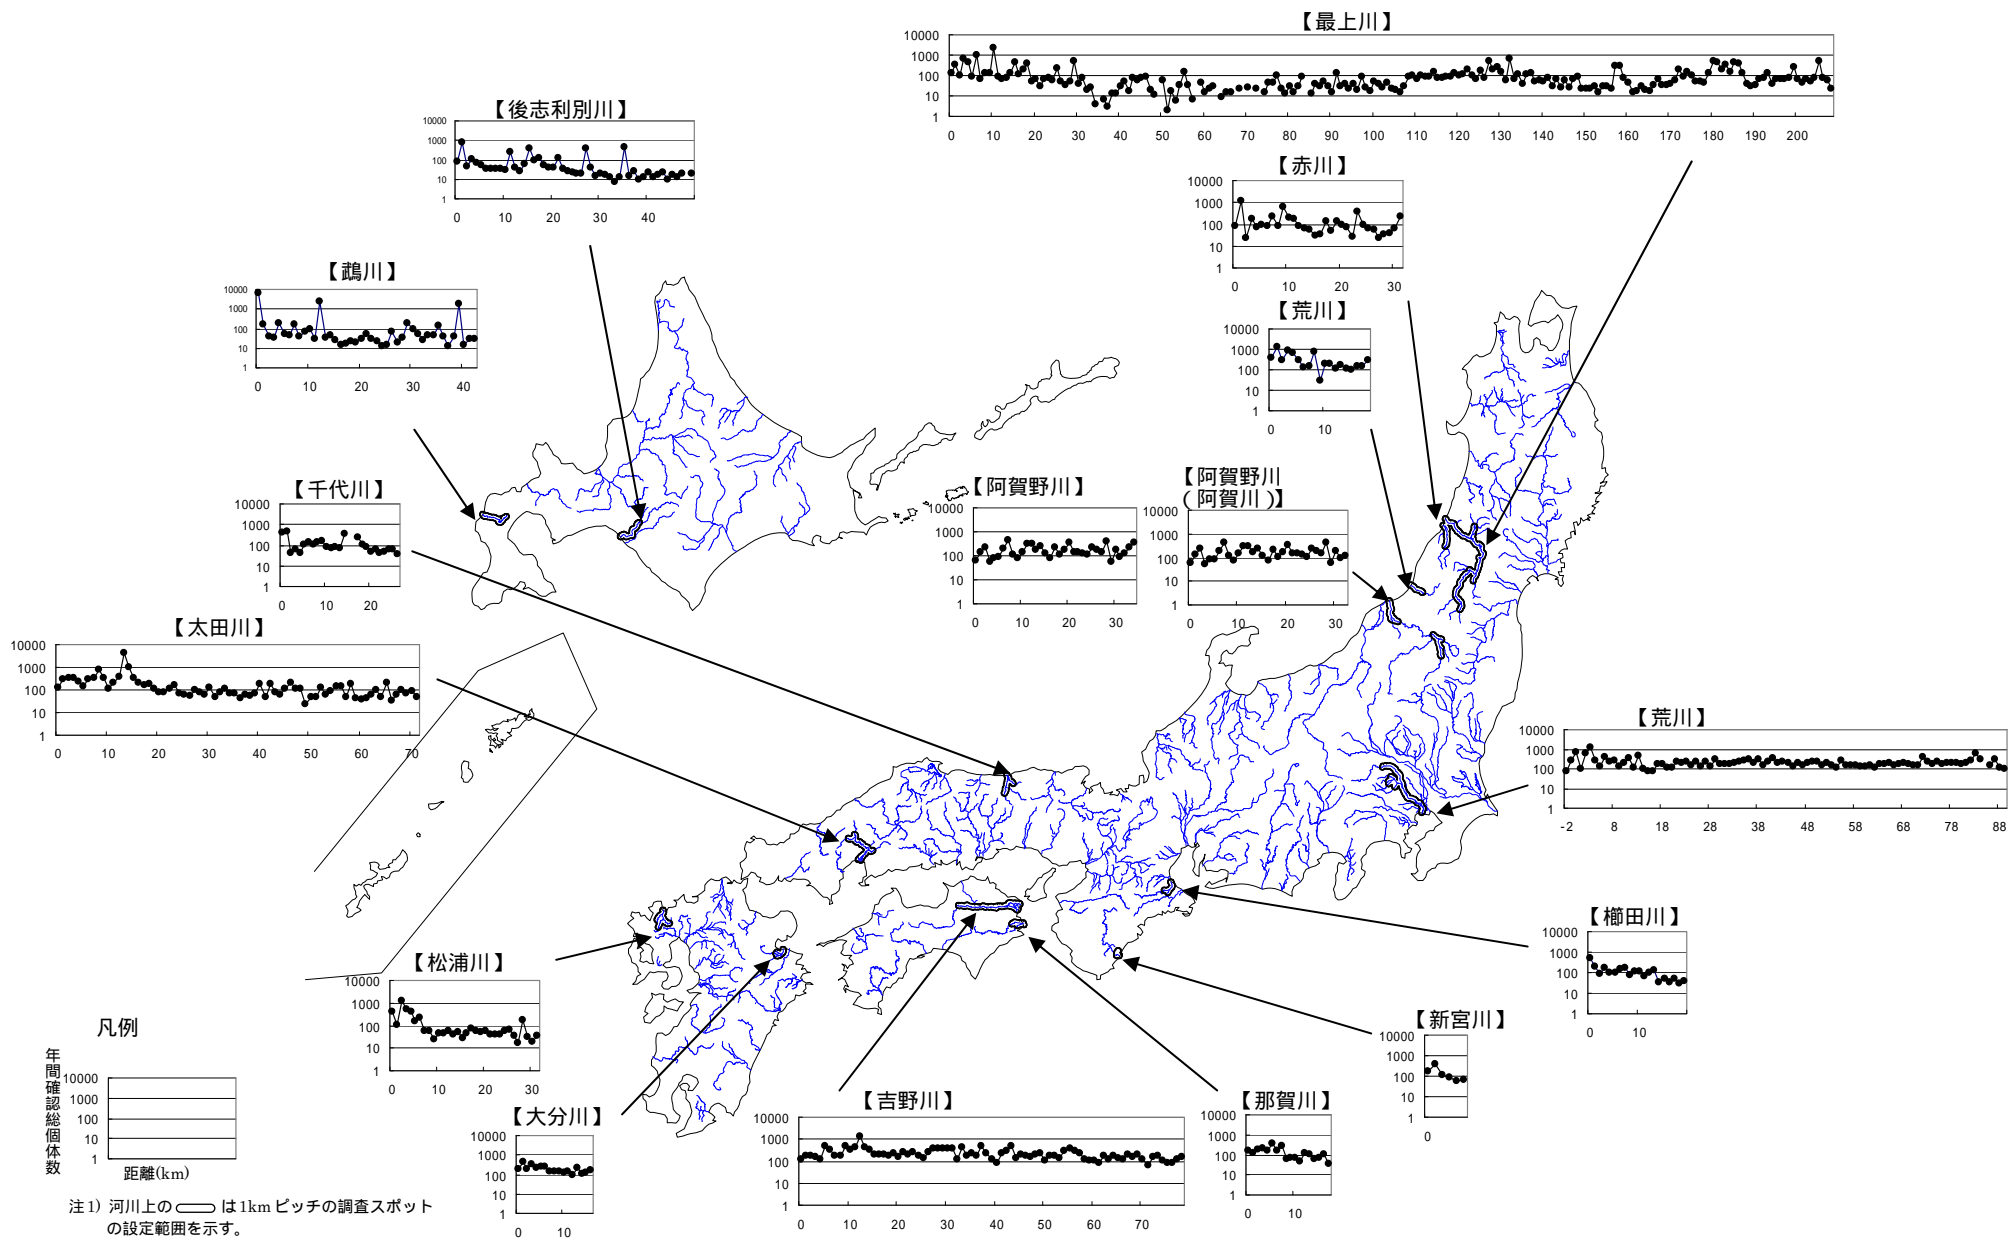 【最上川】
10000
1000
100
10
1
0 10 20 30 40 50 60 70 80 90 100 110 120 130 140 150 160 170 180 190 200
【後志利別川】
10000
1000
100
10
1
0 10 20 30 40
【赤川】
10000
1000
100
10
1
0 10 20 30
【鵡川】
10000
1000
100
10
1
0 10 20 30 40
【荒川】
10000
1000
100
10
1
0 10
【千代川】
10000
1000
100
10
1
0 10 20
【阿賀野川】
10000
1000
100
10
1
0 10 20 30
【阿賀野川
(阿賀川)】
10000
1000
100
10
1
0 10 20 30
【太田川】
10000
1000
100
10
1
0 10 20 30 40 50 60 70
【荒川】
10000
1000
100
10
1
-2 8 18 28 38 48 58 68 78 88
【櫛田川】
10000
1000
100
10
1
0 10
【松浦川】
10000
1000
100
10
1
0 10 20 30
【新宮川】
10000
1000
100
10
1
0
【大分川】
10000
1000
100
10
1
0 10
【吉野川】
10000
1000
100
10
1
0 10 20 30 40 50 60 70
【那賀川】
10000
1000
100
10
1
0 10
凡例
年間確認総個体数
10000
1000
100
10
1
距離(km)
注1) 河川上の は1kmピッチの調査スポット
の設定範囲を示す。